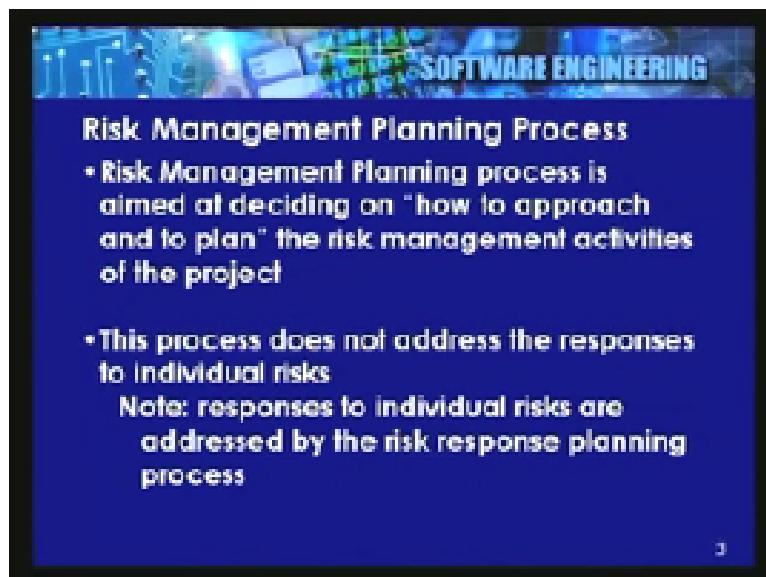 SOFTWARE ENGINEERING
Risk Management Planning Process
• Risk Management Planning process is
aimed at deciding on "how to approach
and to plan" the risk management activities
of the project
• This process does not address the responses
to individual risks
Note: responses to individual risks are
addressed by the risk response planning
process
3